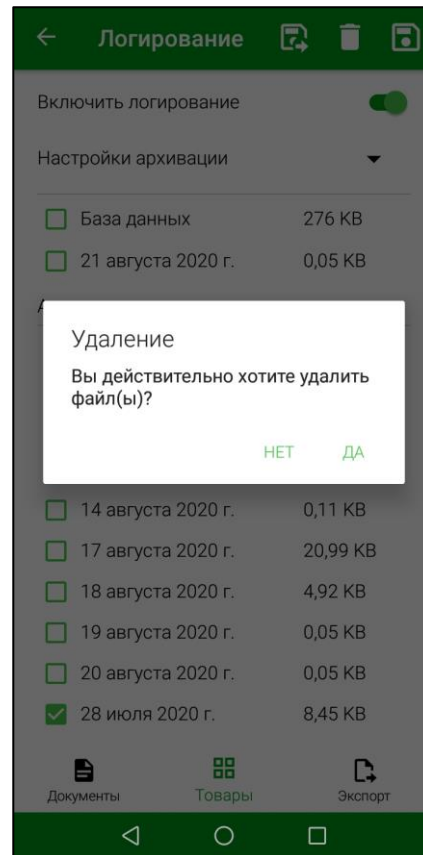 Логирование
Включить логирование
Настройки архивации
База данных 276 KB
21 августа 2020 г. 0,05 KB
Удаление
Вы действительно хотите удалить
файл(ы)?
НЕТ ДА
14 августа 2020 г. 0,11 KB
17 августа 2020 г. 20,99 KB
18 августа 2020 г. 4,92 KB
19 августа 2020 г. 0,05 KB
20 августа 2020 г. 0,05 KB
28 июля 2020 г. 8,45 KB
Документы Товары Экспорт